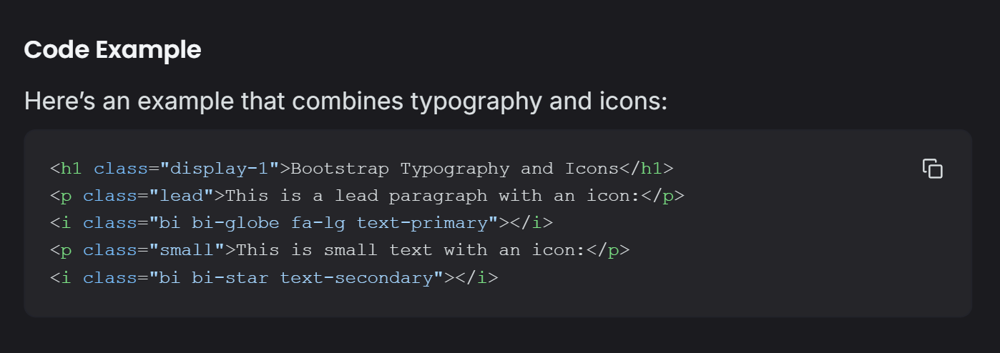 Code Example
Here’s an example that combines typography and icons:
<h1 class="display-1">Bootstrap Typography and Icons</h1>
<p class="lead">This is a lead paragraph with an icon:</p>
<i class="bi bi-globe fa-lg text-primary"></i>
<p class="small">This is small text with an icon:</p>
<i class="bi bi-star text-secondary"></i>